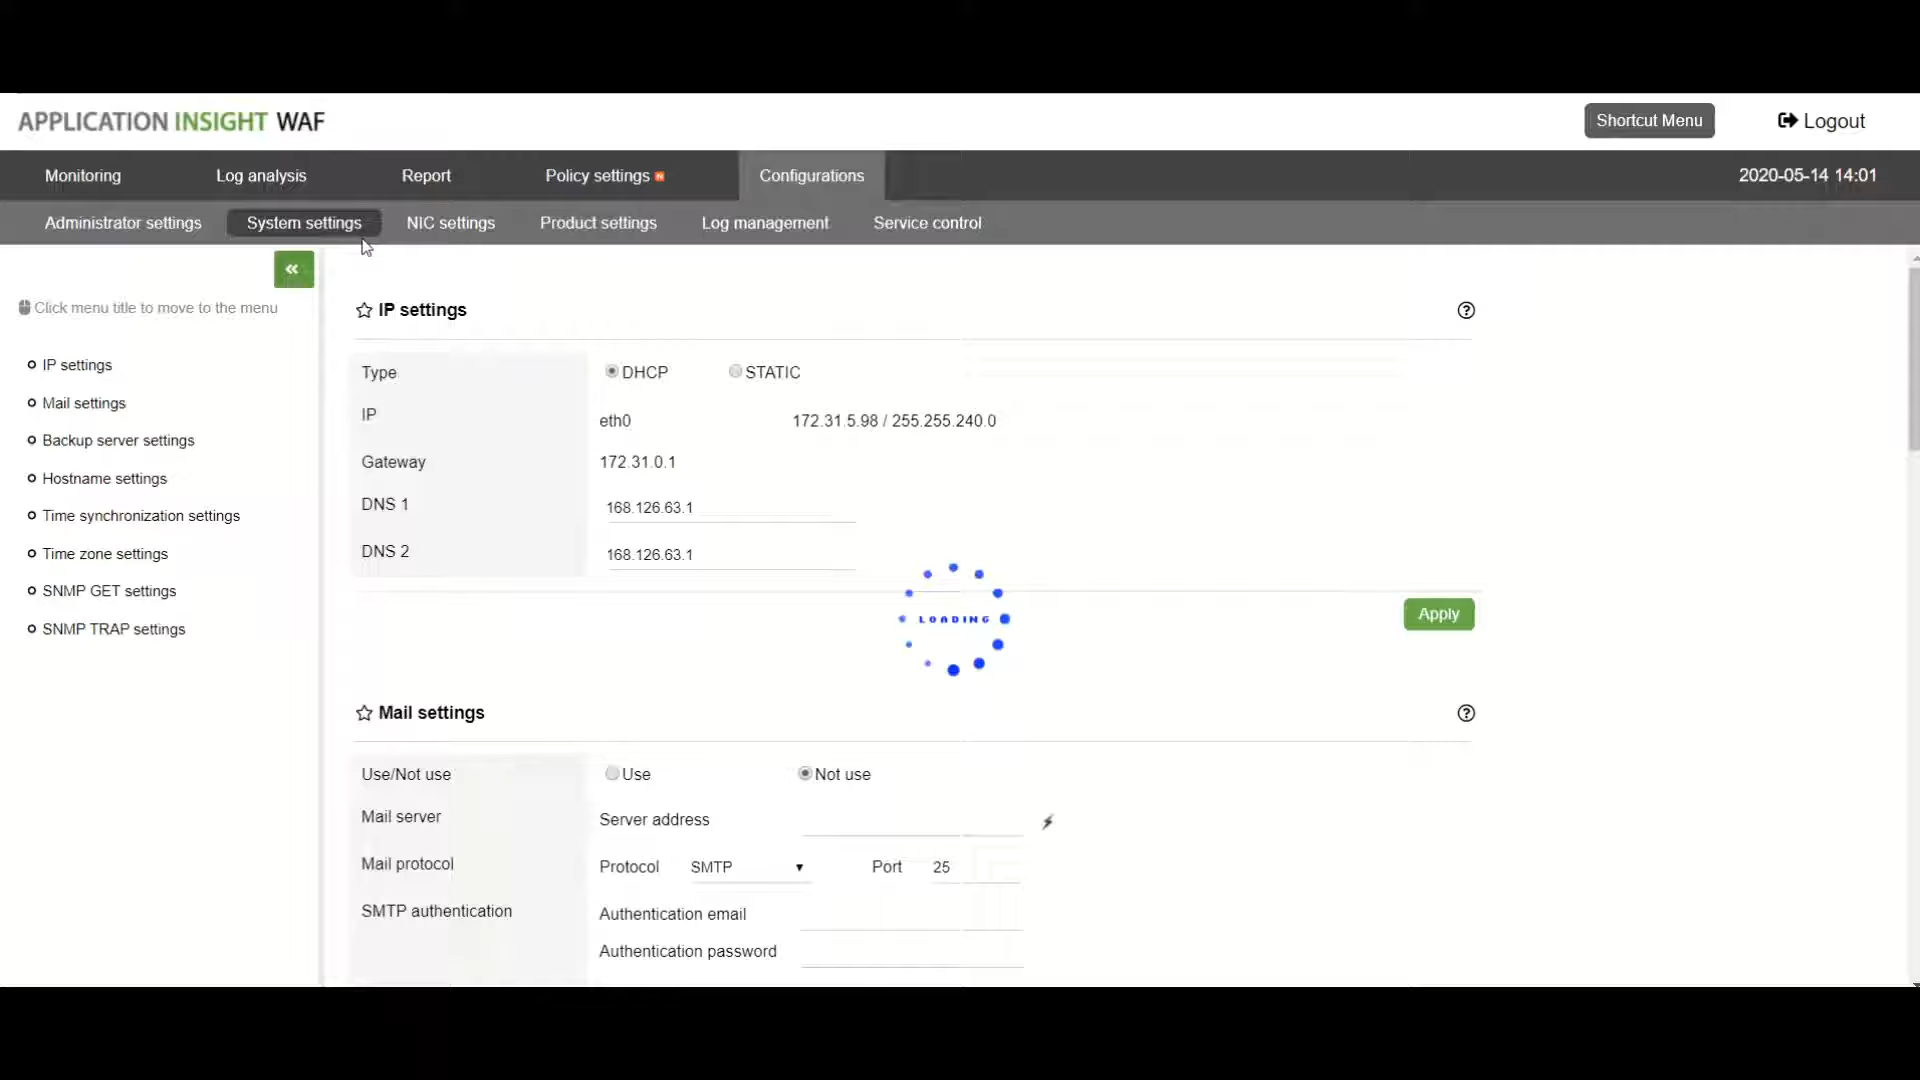 APPLICATION INSIGHT WAF
Shortcut Menu
Logout
Monitoring
Log analysis
Report
Policy settings N
Configurations
2020-05-14 14:01
Administrator settings
System settings
NIC settings
Product settings
Log management
Service control
«
Click menu title to move to the menu
IP settings
Mail settings
Backup server settings
Hostname settings
Time synchronization settings
Time zone settings
SNMP GET settings
SNMP TRAP settings
IP settings
Type
DHCP
STATIC
IP
eth0
172.31.5.98 / 255.255.240.0
Gateway
172.31.0.1
DNS 1
168.126.63.1
DNS 2
168.126.63.1
LOADING
Apply
Mail settings
Use/Not use
Use
Not use
Mail server
Server address
Mail protocol
Protocol
SMTP
Port
25
SMTP authentication
Authentication email
Authentication password